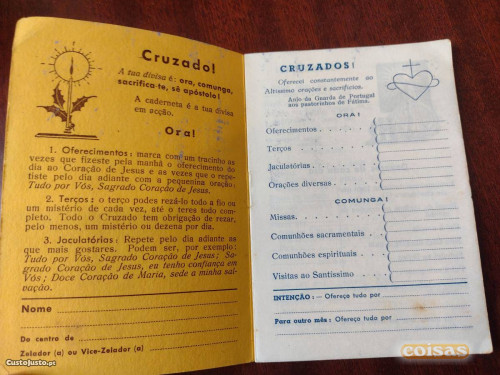 Cruzado!
A tua divisa é: ora, comunga,
sacrifica-te, sê apóstolo!
A caderneta é a tua divisa
em acção.
Ora!
1. Oferecimentos: marca com um tracinho as
vezes que fizeste pela manhã o oferecimento do
dia ao Coração de Jesus e as vezes que o repe-
tiste pelo dia adiante com a pequenina oração:
Tudo por Vós, Sagrado Coração de Jesus.
2. Terços: o terço podes rezá-lo todo a fio ou
um mistério de cada vez, até o teres todo com-
pleto. Todo o Cruzado tem obrigação de rezar,
pelo menos, um mistério ou dezena por dia.
3. Jaculatórias: Repete pelo dia adiante as
que mais gostares. Podem ser, por exemplo:
Tudo por Vós, Sagrado Coração de Jesus; Sa-
grado Coração de Jesus, eu tenho confiança em
Vós; Doce Coração de Maria, sede a minha sal-
vação.
Nome
Do centro de
Zelador (a) ou Vice-Zelador (a)
CustoJusto.pt
CRUZADOS!
Oferecei constantemente ao
Altíssimo orações e sacrifícios.
Anjo da Guarda de Portugal
aos pastorinhos de Fátima.
ORA!
Oferecimentos
Terços
Jaculatórias
Orações diversas
COMUNGA!
Missas
Comunhões sacramentais
Comunhões espirituais
Visitas ao Santíssimo
INTENÇÃO: - Ofereça tudo por
Para outro mês: Ofereça tudo por
coisas